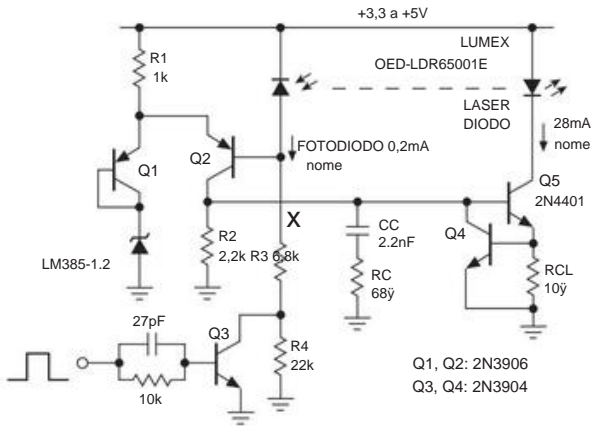 +3,3 a +5V
LUMEX
OED-LDR65001E
R1
1k
LASER
DIODO
FOTODIODO 0,2mA
nome
28mA
nome
Q1
Q2
Q5
2N4401
X
CC
2.2nF
Q4
R2
2,2k R3 6,8k
LM385-1.2
RC
68ÿ
RCL
10ÿ
27pF
Q3
R4
22k
10k
Q1, Q2: 2N3906
Q3, Q4: 2N3904